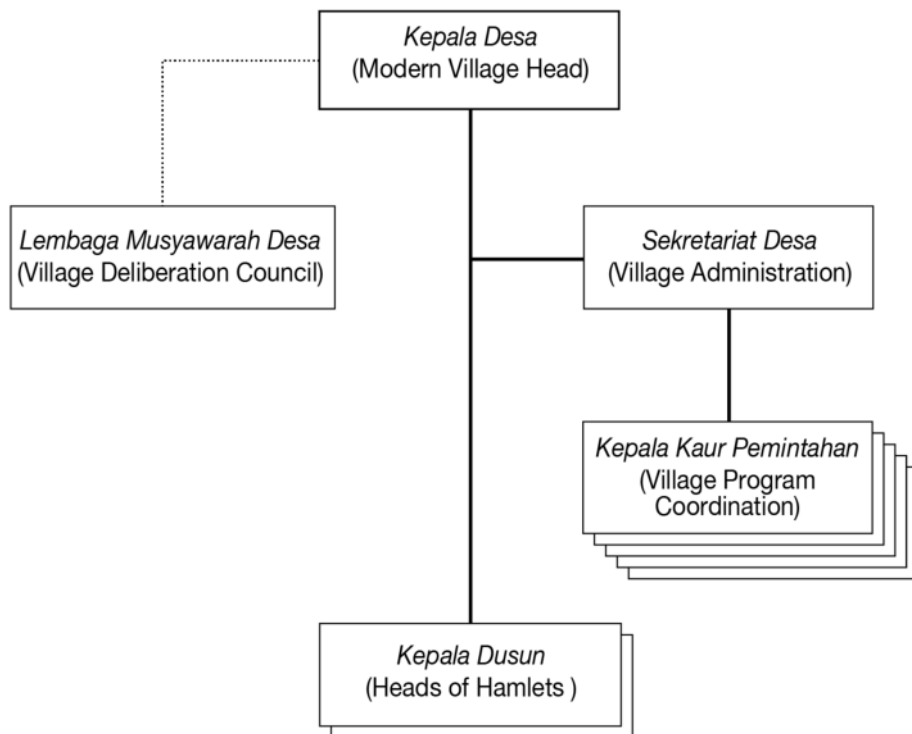 Kepala Desa
(Modern Village Head)
Lembaga Musyawarah Desa
(Village Deliberation Council)
Sekretariat Desa
(Village Administration)
Kepala Kaur Pemintahan
(Village Program
Coordination)
Kepala Dusun
(Heads of Hamlets )